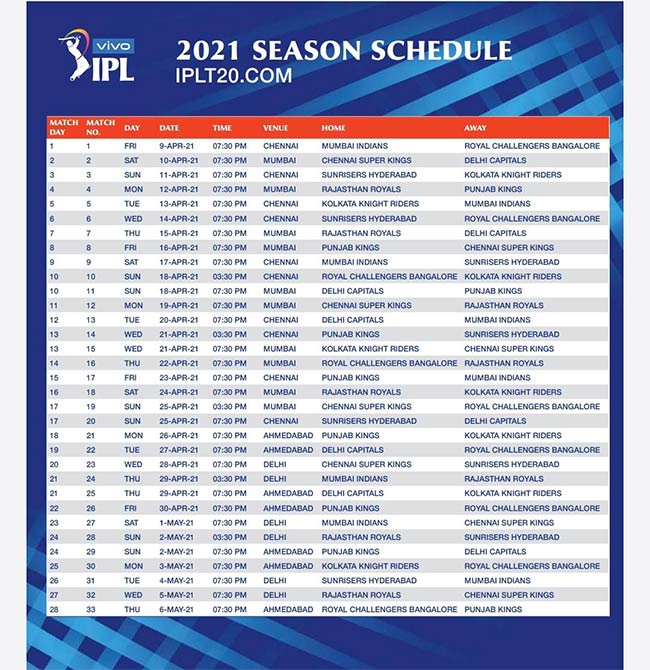 vivo
IPL
2021 SEASON SCHEDULE
IPLT20.COM
MATCH DAY MATCH NO. DAY DATE TIME VENUE HOME AWAY
1 1 FRI 9-APR-21 07:30 PM CHENNAI MUMBAI INDIANS ROYAL CHALLENGERS BANGALORE
2 2 SAT 10-APR-21 07:30 PM MUMBAI CHENNAI SUPER KINGS DELHI CAPITALS
3 3 SUN 11-APR-21 07:30 PM CHENNAI SUNRISERS HYDERABAD KOLKATA KNIGHT RIDERS
4 4 MON 12-APR-21 07:30 PM MUMBAI RAJASTHAN ROYALS PUNJAB KINGS
5 5 TUE 13-APR-21 07:30 PM CHENNAI KOLKATA KNIGHT RIDERS MUMBAI INDIANS
6 6 WED 14-APR-21 07:30 PM CHENNAI SUNRISERS HYDERABAD ROYAL CHALLENGERS BANGALORE
7 7 THU 15-APR-21 07:30 PM MUMBAI RAJASTHAN ROYALS DELHI CAPITALS
8 8 FRI 16-APR-21 07:30 PM MUMBAI PUNJAB KINGS CHENNAI SUPER KINGS
9 9 SAT 17-APR-21 07:30 PM CHENNAI MUMBAI INDIANS SUNRISERS HYDERABAD
10 10 SUN 18-APR-21 03:30 PM CHENNAI ROYAL CHALLENGERS BANGALORE KOLKATA KNIGHT RIDERS
10 11 SUN 18-APR-21 07:30 PM MUMBAI DELHI CAPITALS PUNJAB KINGS
11 12 MON 19-APR-21 07:30 PM MUMBAI CHENNAI SUPER KINGS RAJASTHAN ROYALS
12 13 TUE 20-APR-21 07:30 PM CHENNAI DELHI CAPITALS MUMBAI INDIANS
13 14 WED 21-APR-21 03:30 PM CHENNAI PUNJAB KINGS SUNRISERS HYDERABAD
13 15 WED 21-APR-21 07:30 PM MUMBAI KOLKATA KNIGHT RIDERS CHENNAI SUPER KINGS
14 16 THU 22-APR-21 07:30 PM MUMBAI ROYAL CHALLENGERS BANGALORE RAJASTHAN ROYALS
15 17 FRI 23-APR-21 07:30 PM CHENNAI PUNJAB KINGS MUMBAI INDIANS
16 18 SAT 24-APR-21 07:30 PM MUMBAI RAJASTHAN ROYALS KOLKATA KNIGHT RIDERS
17 19 SUN 25-APR-21 03:30 PM MUMBAI CHENNAI SUPER KINGS ROYAL CHALLENGERS BANGALORE
17 20 SUN 25-APR-21 07:30 PM CHENNAI SUNRISERS HYDERABAD DELHI CAPITALS
18 21 MON 26-APR-21 07:30 PM AHMEDABAD PUNJAB KINGS KOLKATA KNIGHT RIDERS
19 22 TUE 27-APR-21 07:30 PM AHMEDABAD DELHI CAPITALS ROYAL CHALLENGERS BANGALORE
20 23 WED 28-APR-21 07:30 PM DELHI CHENNAI SUPER KINGS SUNRISERS HYDERABAD
21 24 THU 29-APR-21 03:30 PM DELHI MUMBAI INDIANS RAJASTHAN ROYALS
21 25 THU 29-APR-21 07:30 PM AHMEDABAD DELHI CAPITALS KOLKATA KNIGHT RIDERS
22 26 FRI 30-APR-21 07:30 PM AHMEDABAD PUNJAB KINGS ROYAL CHALLENGERS BANGALORE
23 27 SAT 1-MAY-21 07:30 PM DELHI MUMBAI INDIANS CHENNAI SUPER KINGS
24 28 SUN 2-MAY-21 03:30 PM DELHI RAJASTHAN ROYALS SUNRISERS HYDERABAD
24 29 SUN 2-MAY-21 07:30 PM AHMEDABAD PUNJAB KINGS DELHI CAPITALS
25 30 MON 3-MAY-21 07:30 PM AHMEDABAD KOLKATA KNIGHT RIDERS ROYAL CHALLENGERS BANGALORE
26 31 TUE 4-MAY-21 07:30 PM DELHI SUNRISERS HYDERABAD MUMBAI INDIANS
27 32 WED 5-MAY-21 07:30 PM DELHI RAJASTHAN ROYALS CHENNAI SUPER KINGS
28 33 THU 6-MAY-21 07:30 PM AHMEDABAD ROYAL CHALLENGERS BANGALORE PUNJAB KINGS